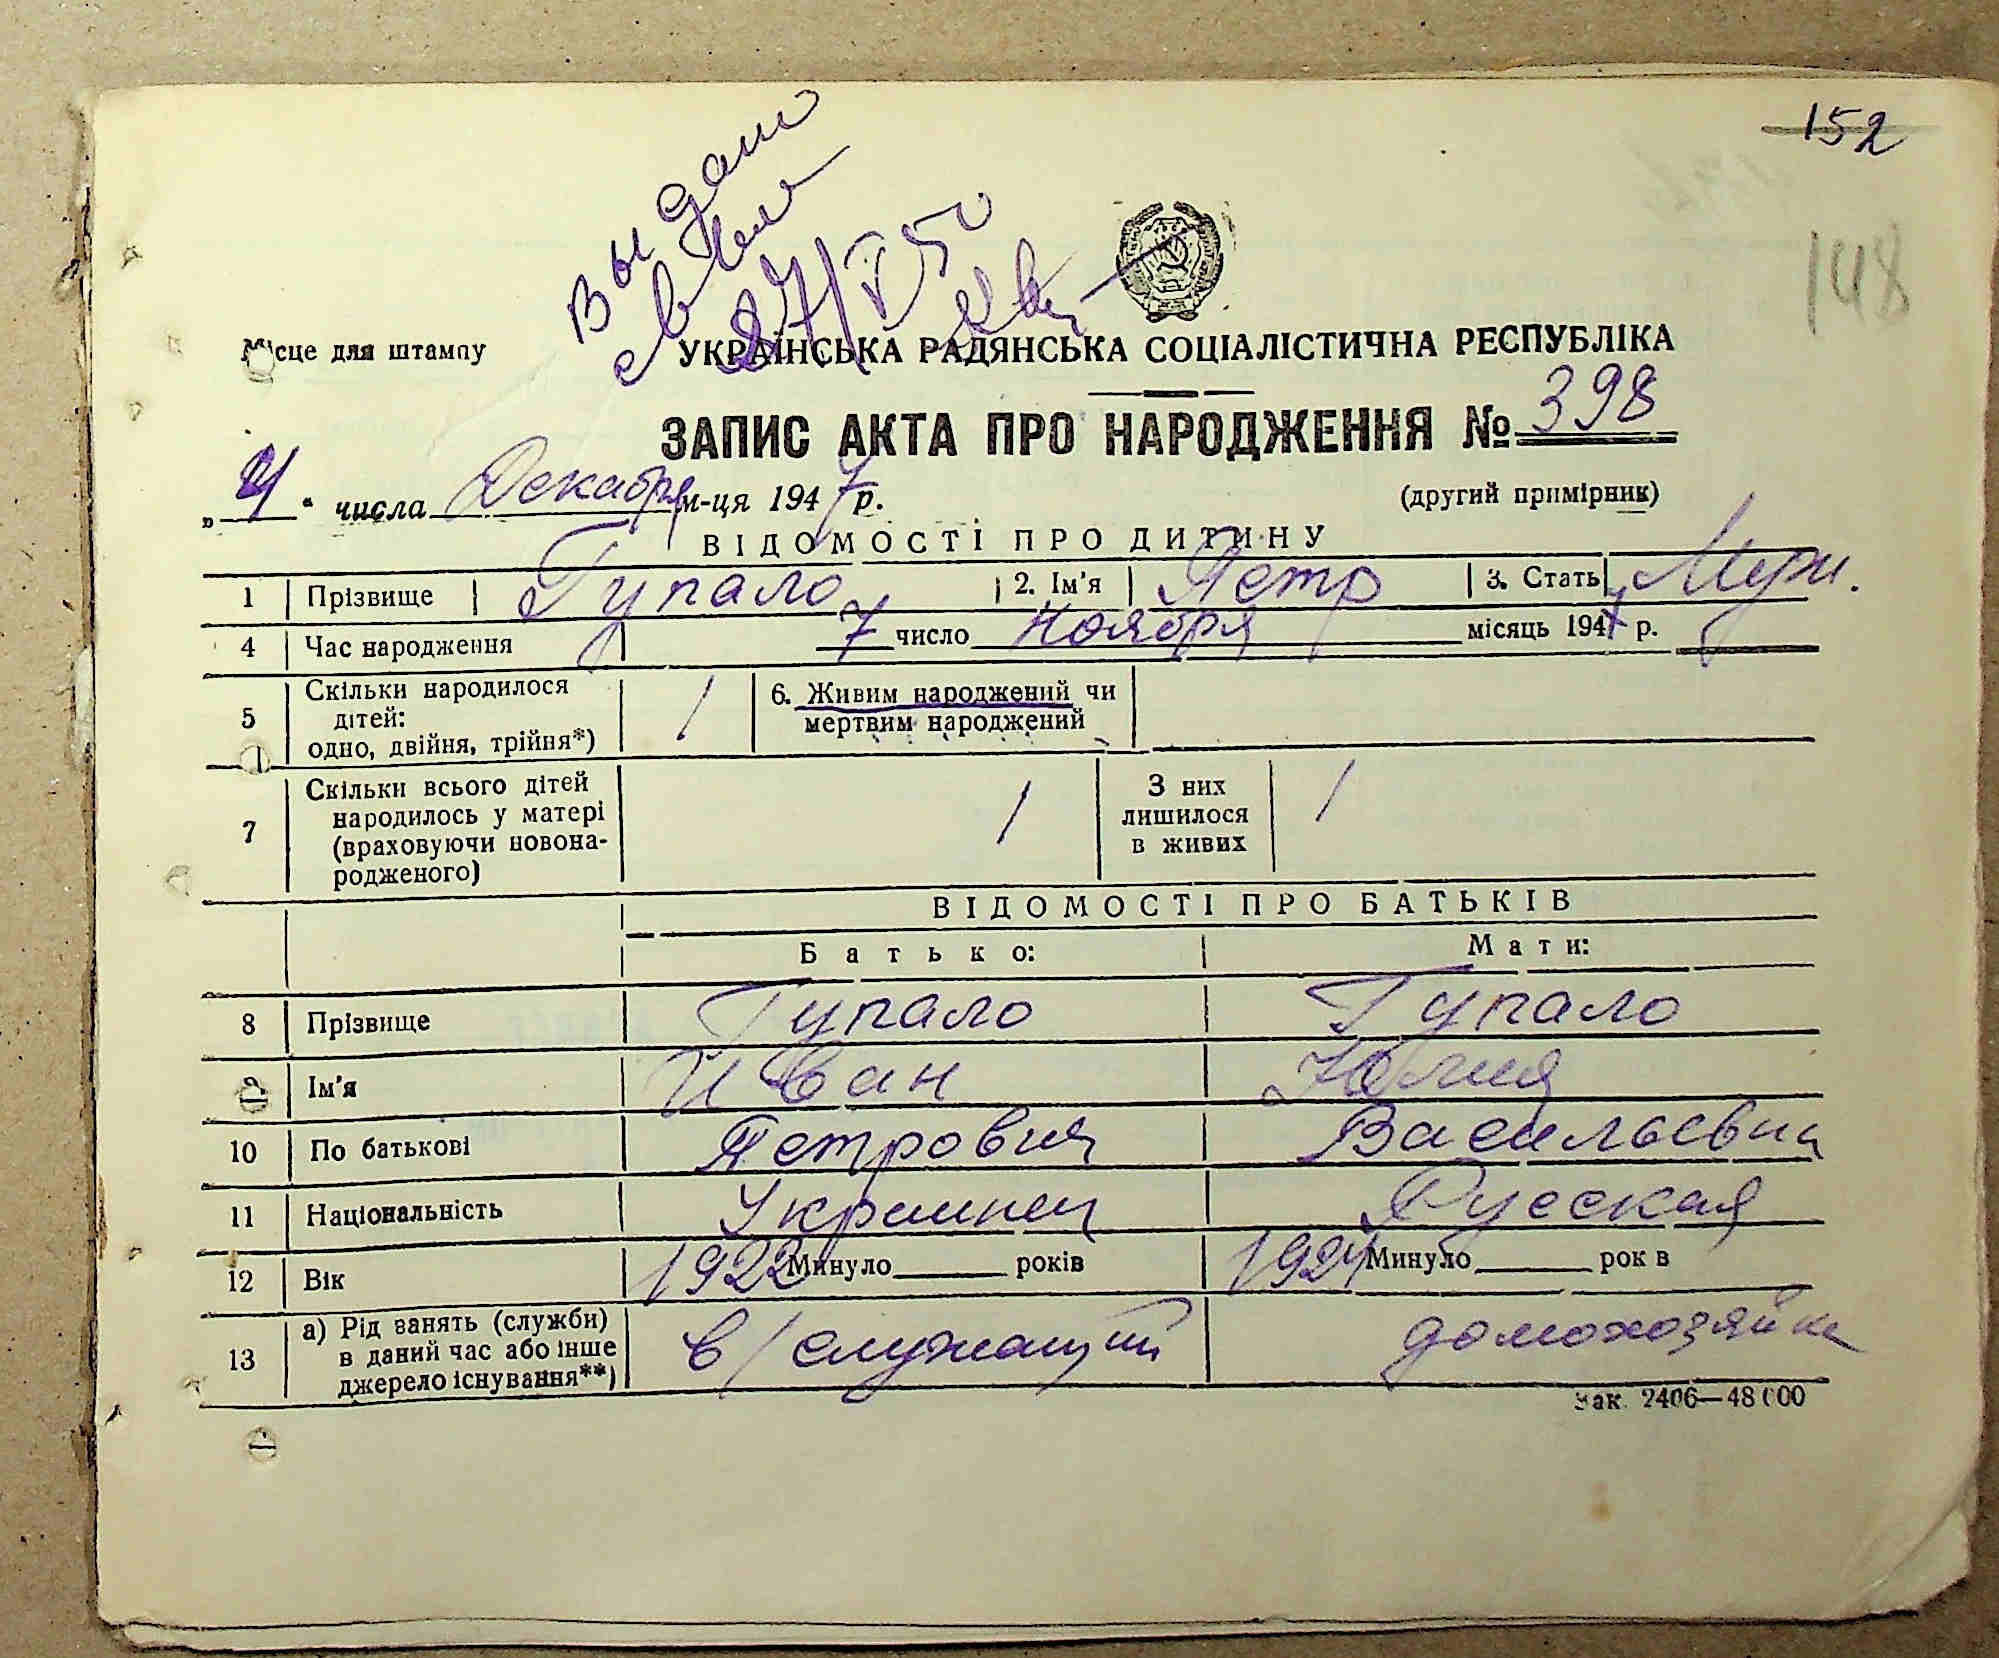 152
148
Выдано
27/V 50
Місце для штампу
УКРАЇНСЬКА РАДЯНСЬКА СОЦІАЛІСТИЧНА РЕСПУБЛІКА
ЗАПИС АКТА ПРО НАРОДЖЕННЯ № 398
" 4 " числа Декабря м-ця 1947 р.
(другий примірник)
ВІДОМОСТІ ПРО ДИТИНУ
1 Прізвище Гупало 2. Ім'я Петр 3. Стать Муж.
4 Час народження 7 число Ноября місяць 1947 р.
5 Скільки народилося дітей: одно, двійня, трійня*) 1 6. Живим народжений чи мертвим народжений
7 Скільки всього дітей народилось у матері (враховуючи новонародженого) 1 З них лишилося в живих 1
ВІДОМОСТІ ПРО БАТЬКІВ
Батько: Мати:
8 Прізвище Гупало Гупало
9 Ім'я Иван Юлия
10 По батькові Петрович Васильевна
11 Національність Украинец Русская
12 Вік 1922 Минуло років 1924 Минуло рок в
13 а) Рід занять (служби) в даний час або інше джерело існування**) в/служащий домохозяйка
Зак. 2406—48 000